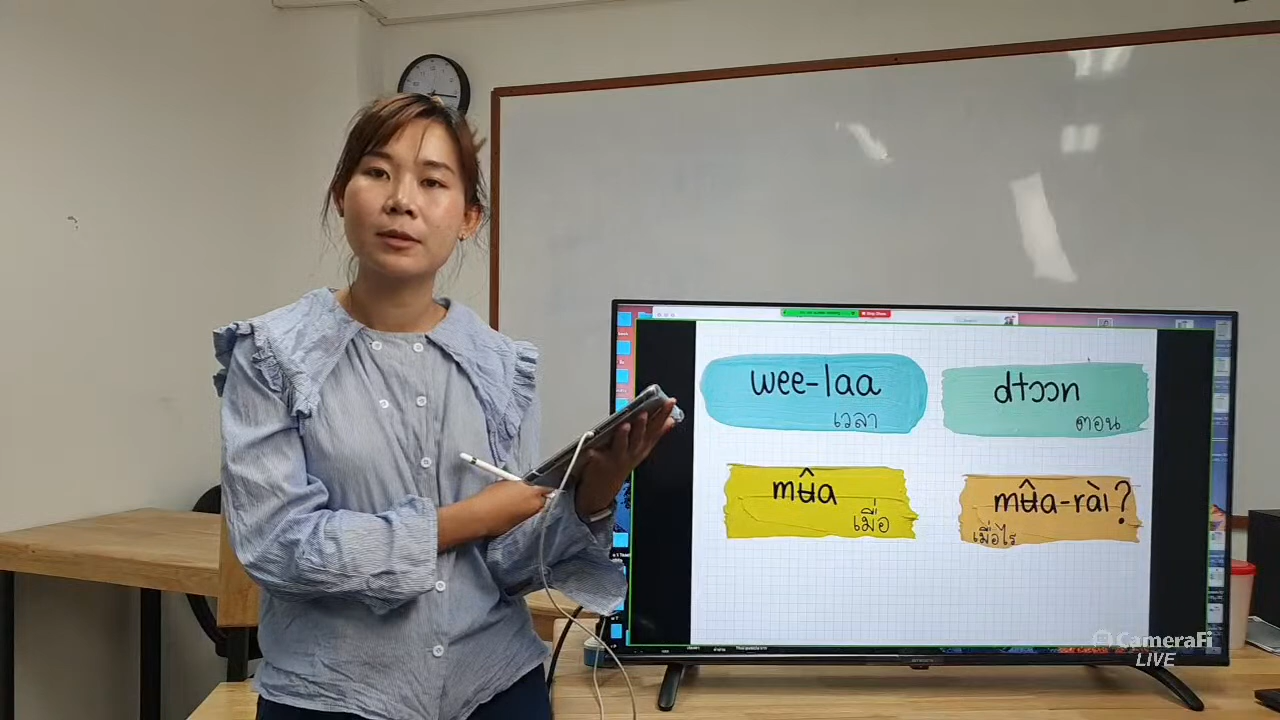 wee-laa
เวลา
dtɔɔn
ตอน
mʉ̂a
เมื่อ
mʉ̂a-rài?
เมื่อไร
CameraFi
LIVE